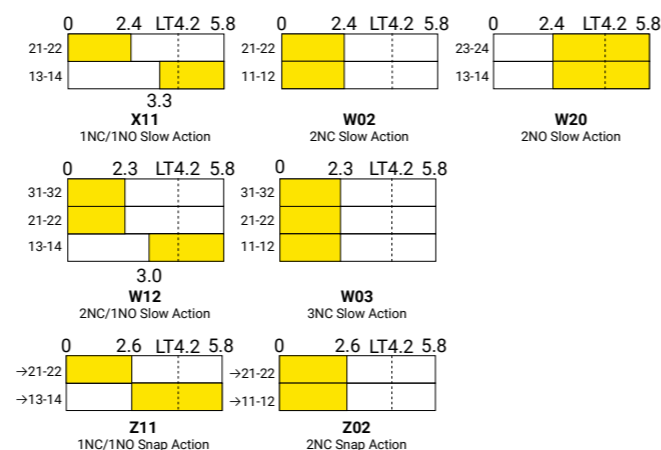 0 2.4 LT4.2 5.8
21-22
13-14
3.3
X11
1NC/1NO Slow Action
0 2.4 LT4.2 5.8
21-22
11-12
W02
2NC Slow Action
0 2.4 LT4.2 5.8
23-24
13-14
W20
2NO Slow Action
0 2.3 LT4.2 5.8
31-32
21-22
13-14
3.0
W12
2NC/1NO Slow Action
0 2.3 LT4.2 5.8
31-32
21-22
11-12
W03
3NC Slow Action
0 2.6 LT4.2 5.8
→21-22
→13-14
Z11
1NC/1NO Snap Action
0 2.6 LT4.2 5.8
→21-22
→11-12
Z02
2NC Snap Action